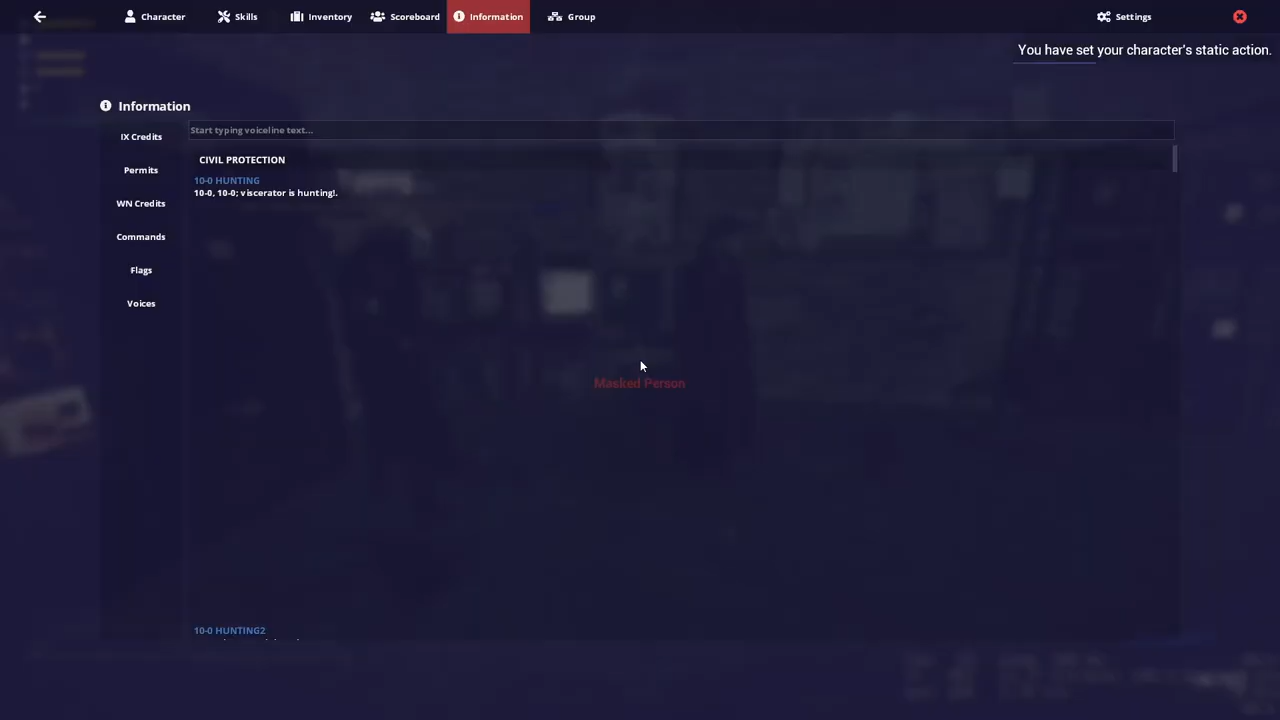 Character Skills Inventory Scoreboard Information Group Settings
You have set your character's static action.
Information
IX Credits
Permits
WN Credits
Commands
Flags
Voices
Start typing voiceline text...
CIVIL PROTECTION
10-0 HUNTING
10-0, 10-0; viscerator is hunting!.
Masked Person
10-0 HUNTING2